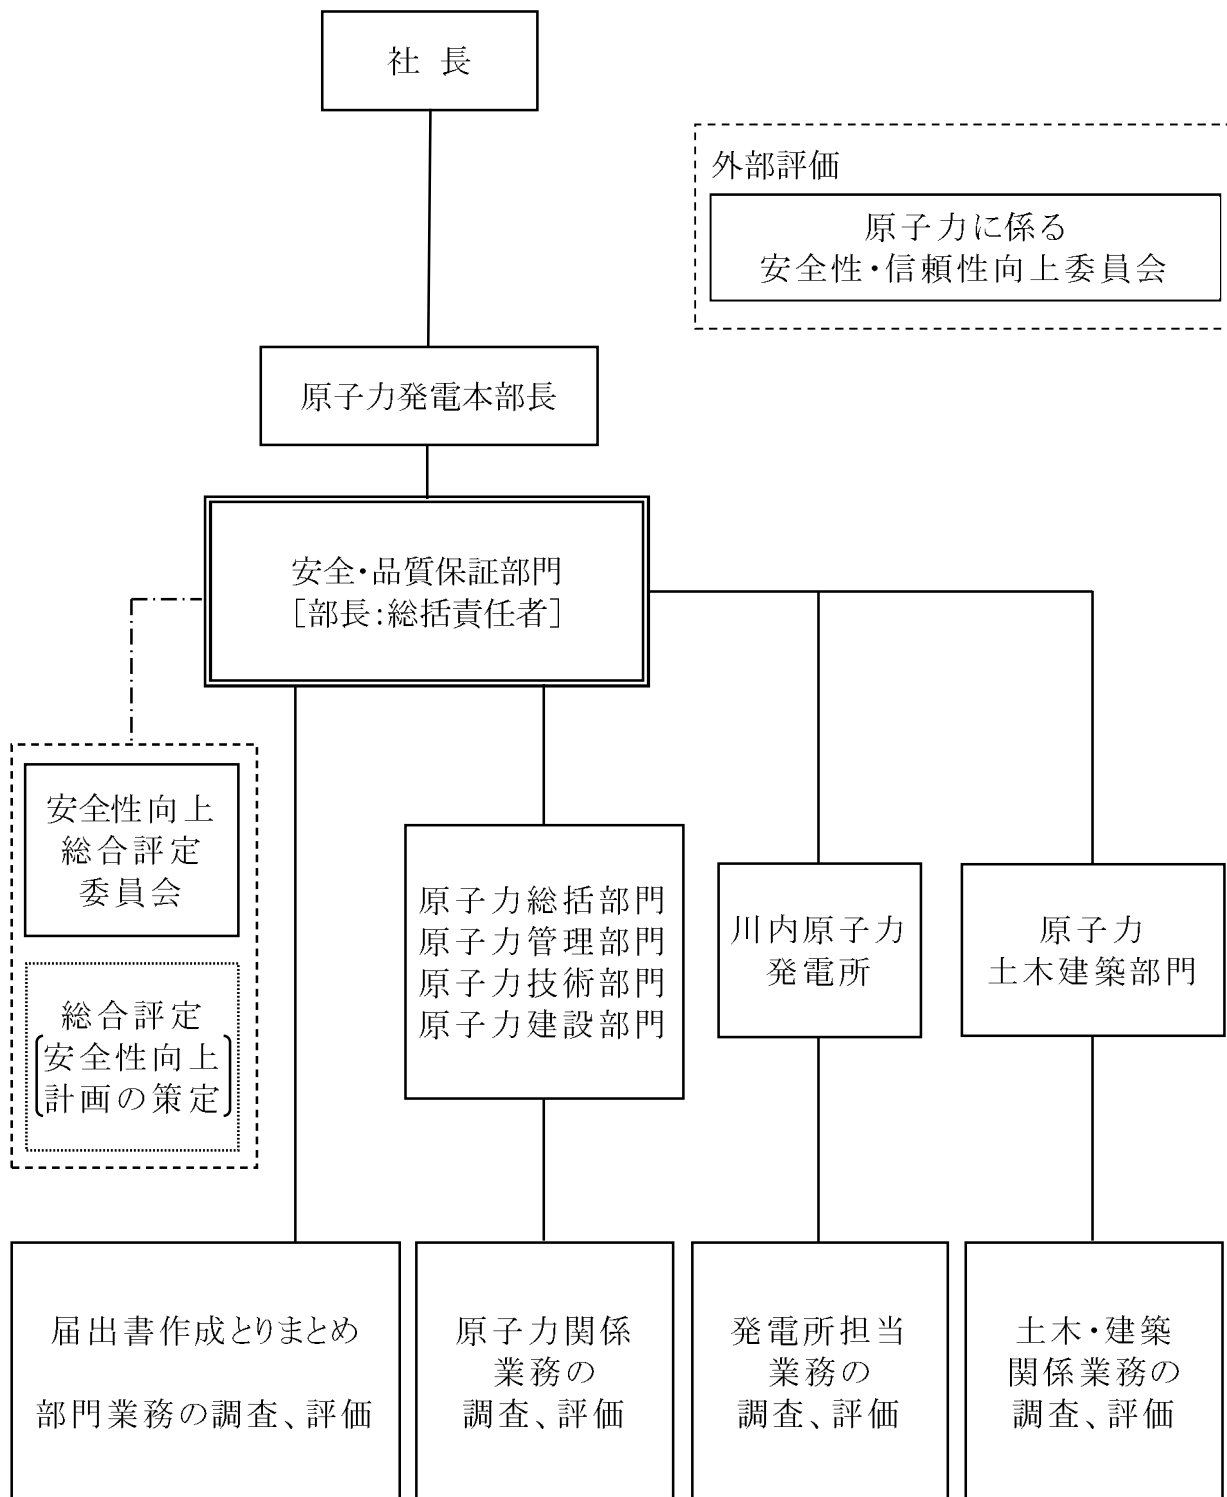 社長
外部評価
原子力に係る
安全性・信頼性向上委員会
原子力発電本部長
安全・品質保証部門
[部長:総括責任者]
安全性向上
総合評定
委員会
総合評定
安全性向上
計画の策定
原子力総括部門
原子力管理部門
原子力技術部門
原子力建設部門
川内原子力
発電所
原子力
土木建築部門
届出書作成とりまとめ
部門業務の調査、評価
原子力関係
業務の
調査、評価
発電所担当
業務の
調査、評価
土木・建築
関係業務の
調査、評価